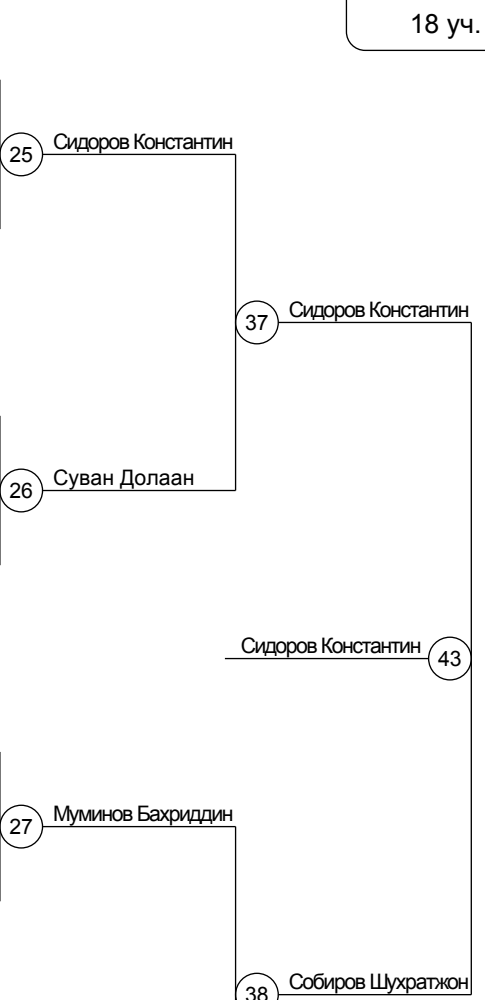 18 уч.
25
Сидоров Константин
37
Сидоров Константин
26
Суван Долаан
Сидоров Константин
43
27
Муминов Бахриддин
38
Собиров Шухратжон